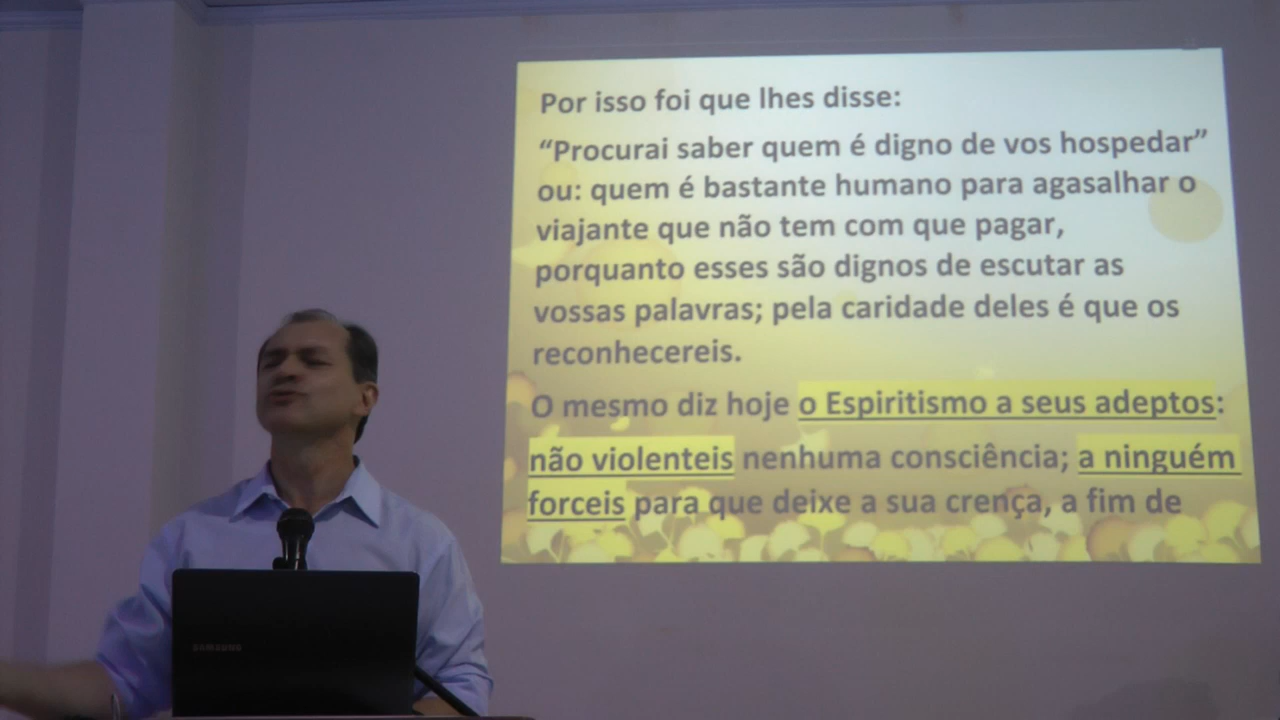 Por isso foi que lhes disse:
“Procurai saber quem é digno de vos hospedar”
ou: quem é bastante humano para agasalhar o
viajante que não tem com que pagar,
porquanto esses são dignos de escutar as
vossas palavras; pela caridade deles é que os
reconhecereis.
O mesmo diz hoje o Espiritismo a seus adeptos:
não violenteis nenhuma consciência; a ninguém
forceis para que deixe a sua crença, a fim de
SAMSUNG